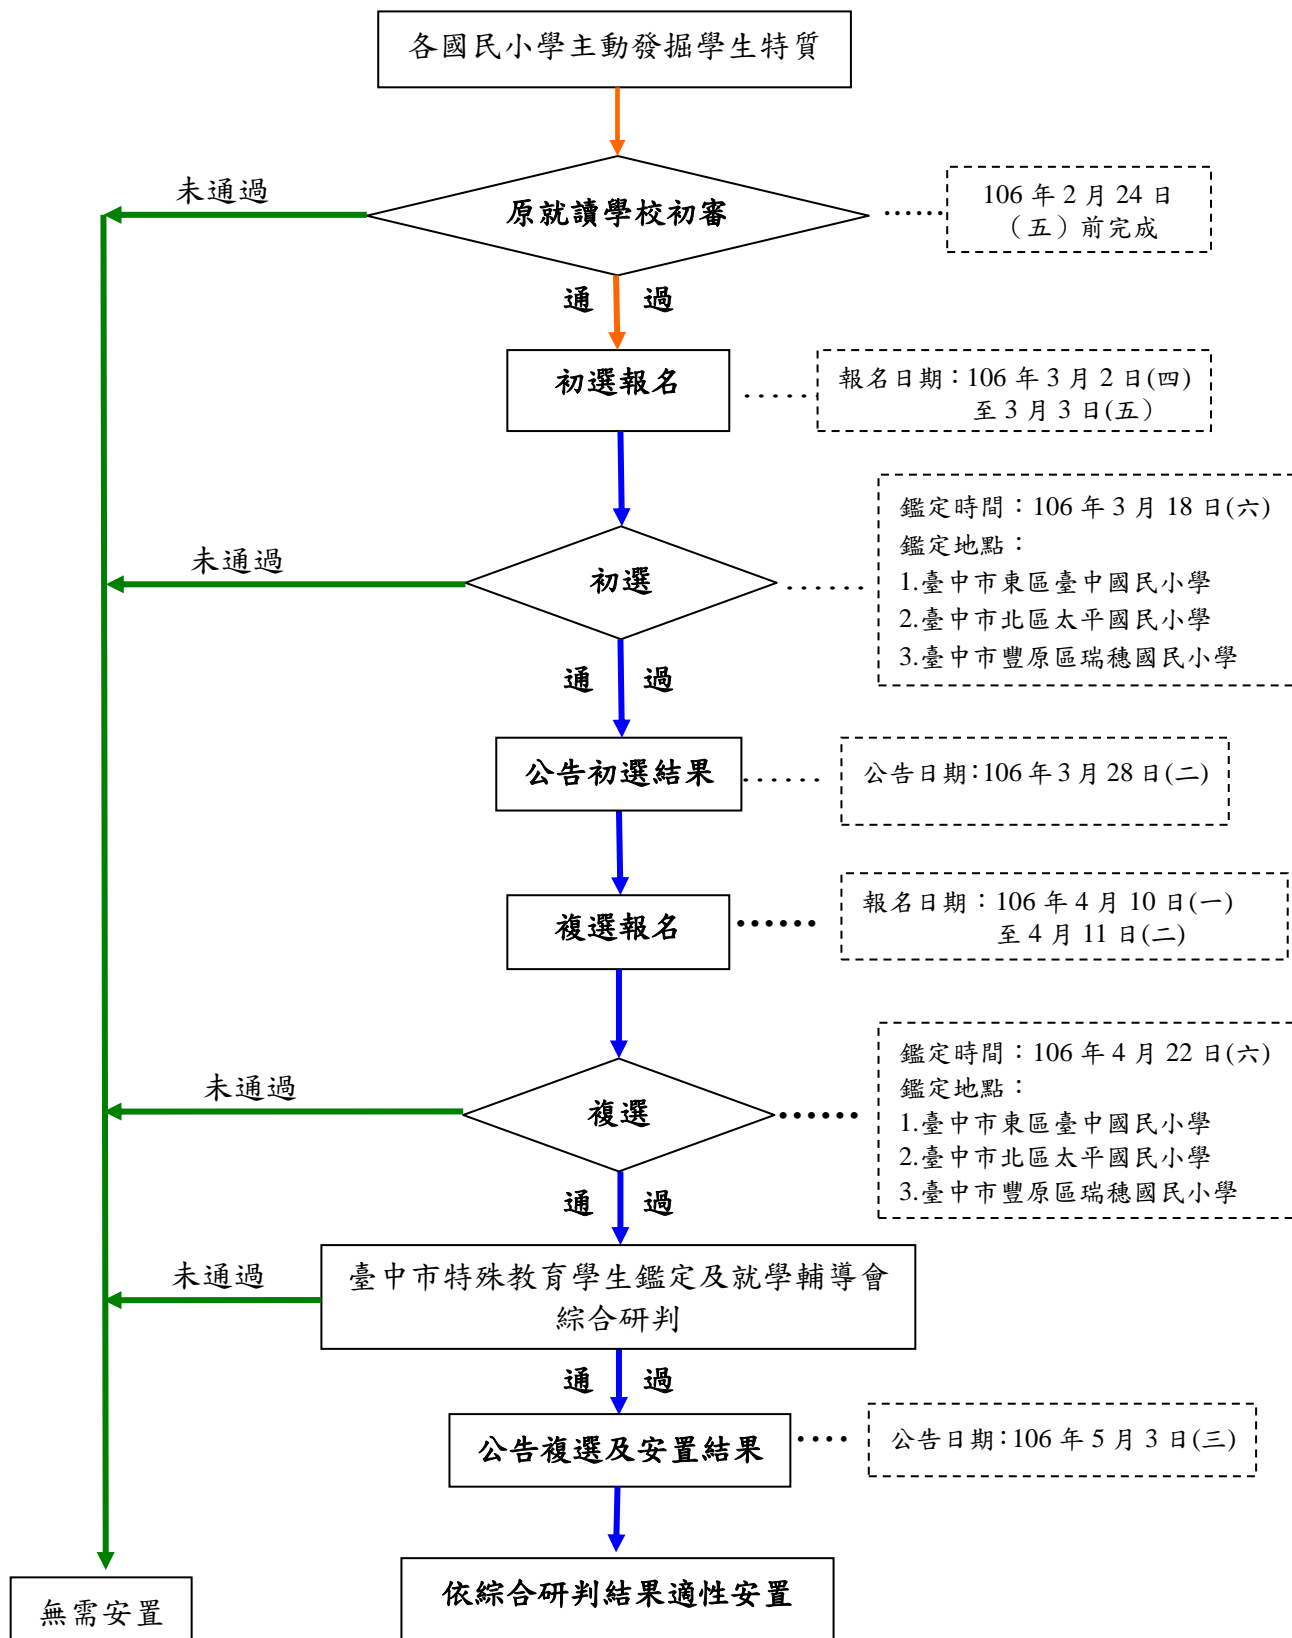 各國民小學主動發掘學生特質
未通過
原就讀學校初審
106 年 2 月 24 日
（五）前完成
通 過
初選報名
報名日期：106 年 3 月 2 日(四)
至 3 月 3 日(五）
鑑定時間：106 年 3 月 18 日(六)
鑑定地點：
1.臺中市東區臺中國民小學
2.臺中市北區太平國民小學
3.臺中市豐原區瑞穗國民小學
未通過
初選
通 過
公告初選結果
公告日期：106 年 3 月 28 日(二)
複選報名
報名日期：106 年 4 月 10 日(一)
至 4 月 11 日(二)
鑑定時間：106 年 4 月 22 日(六)
鑑定地點：
1.臺中市東區臺中國民小學
2.臺中市北區太平國民小學
3.臺中市豐原區瑞穗國民小學
未通過
複選
通 過
未通過
臺中市特殊教育學生鑑定及就學輔導會
綜合研判
通 過
公告複選及安置結果
公告日期：106 年 5 月 3 日(三)
無需安置
依綜合研判結果適性安置